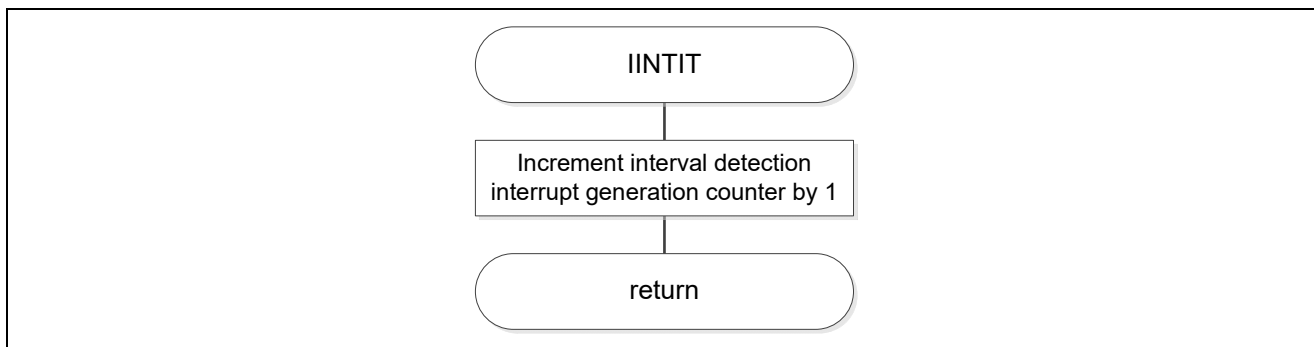 IINTIT
Increment interval detection
interrupt generation counter by 1
return